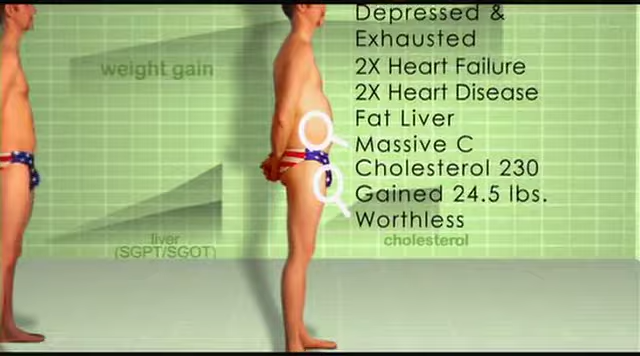 Depressed &
Exhausted
2X Heart Failure
2X Heart Disease
Fat Liver
Massive C
Cholesterol 230
Gained 24.5 lbs.
Worthless
weight gain
liver
(SGPT/SGOT)
cholesterol